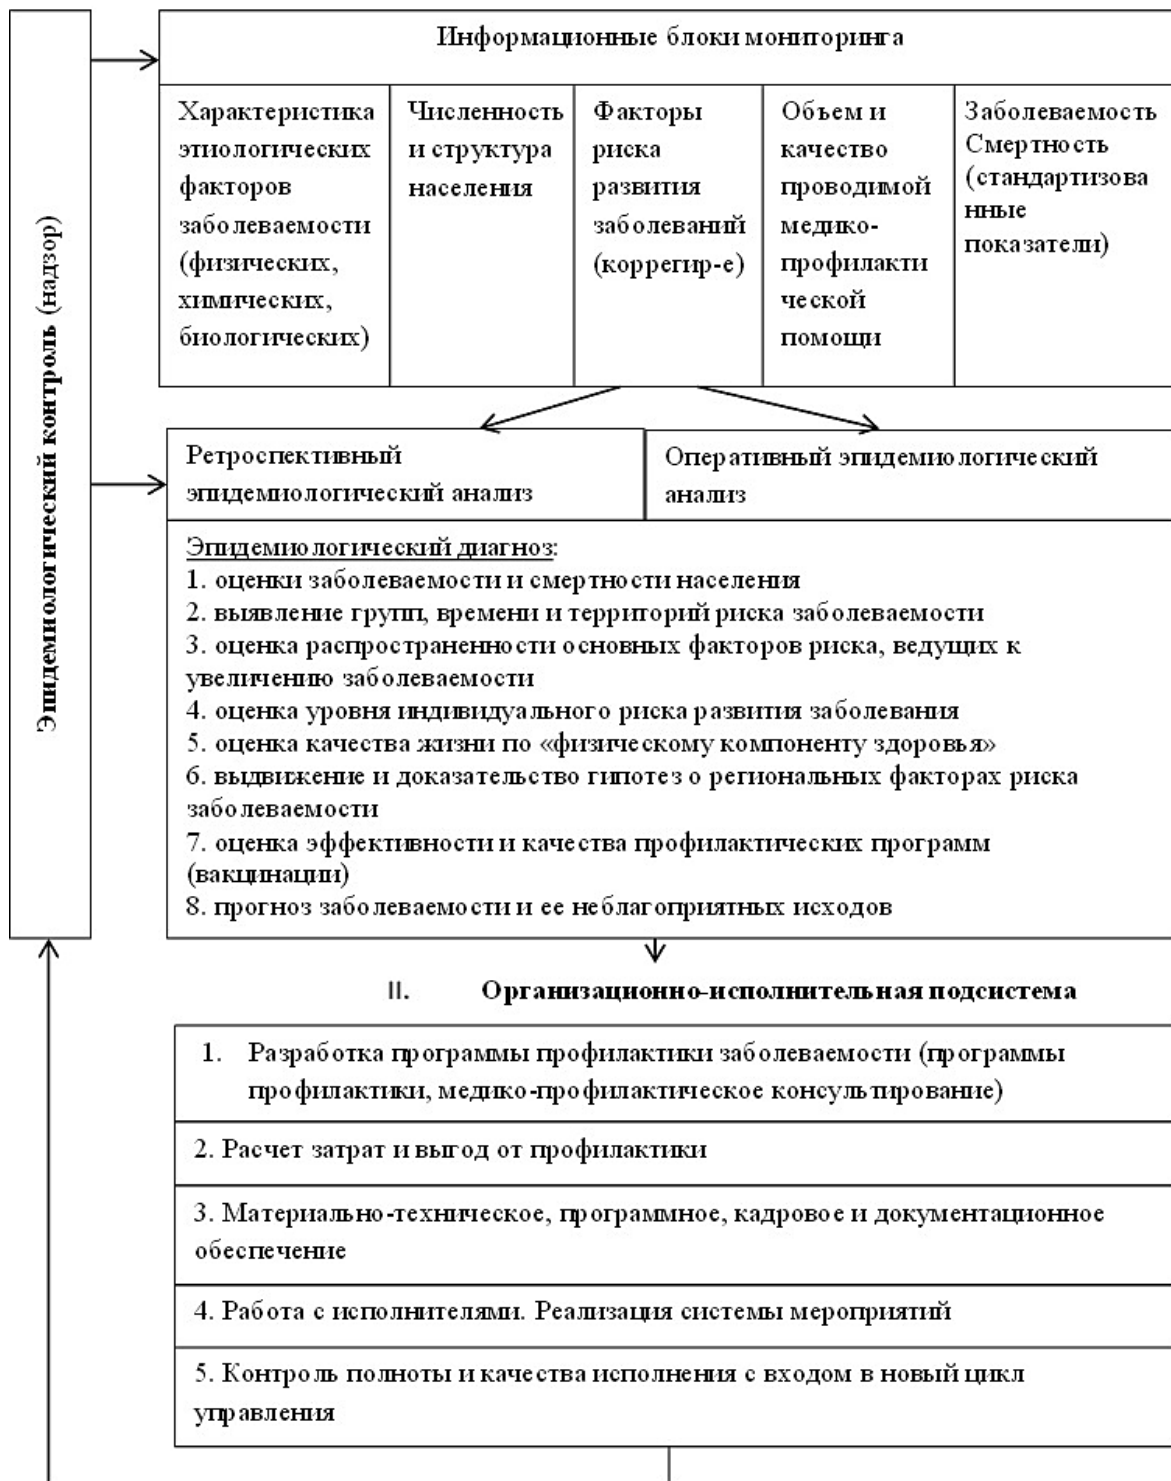 Эпидемиологический контроль (надзор)
Информационные блоки мониторинга
Характеристика
этиологических
факторов
заболеваемости
(физических,
химических,
биологических)
Численность
и структура
населения
Факторы
риска
развития
заболеваний
(коррегир-е)
Объем и
качество
проводимой
медико-
профилакти
ческой
помощи
Заболеваемость
Смертность
(стандартизова
нные
показатели)
Ретроспективный
эпидемиологический анализ
Оперативный эпидемиологический
анализ
Эпидемиологический диагноз:
1. оценки заболеваемости и смертности населения
2. выявление групп, времени и территорий риска заболеваемости
3. оценка распространенности основных факторов риска, ведущих к
увеличению заболеваемости
4. оценка уровня индивидуального риска развития заболевания
5. оценка качества жизни по «физическому компоненту здоровья»
6. выдвижение и доказательство гипотез о региональных факторах риска
заболеваемости
7. оценка эффективности и качества профилактических программ
(вакцинации)
8. прогноз заболеваемости и ее неблагоприятных исходов
II. Организационно-исполнительная подсистема
1. Разработка программы профилактики заболеваемости (программы
профилактики, медико-профилактическое консультирование)
2. Расчет затрат и выгод от профилактики
3. Материально-техническое, программное, кадровое и документационное
обеспечение
4. Работа с исполнителями. Реализация системы мероприятий
5. Контроль полноты и качества исполнения с входом в новый цикл
управления